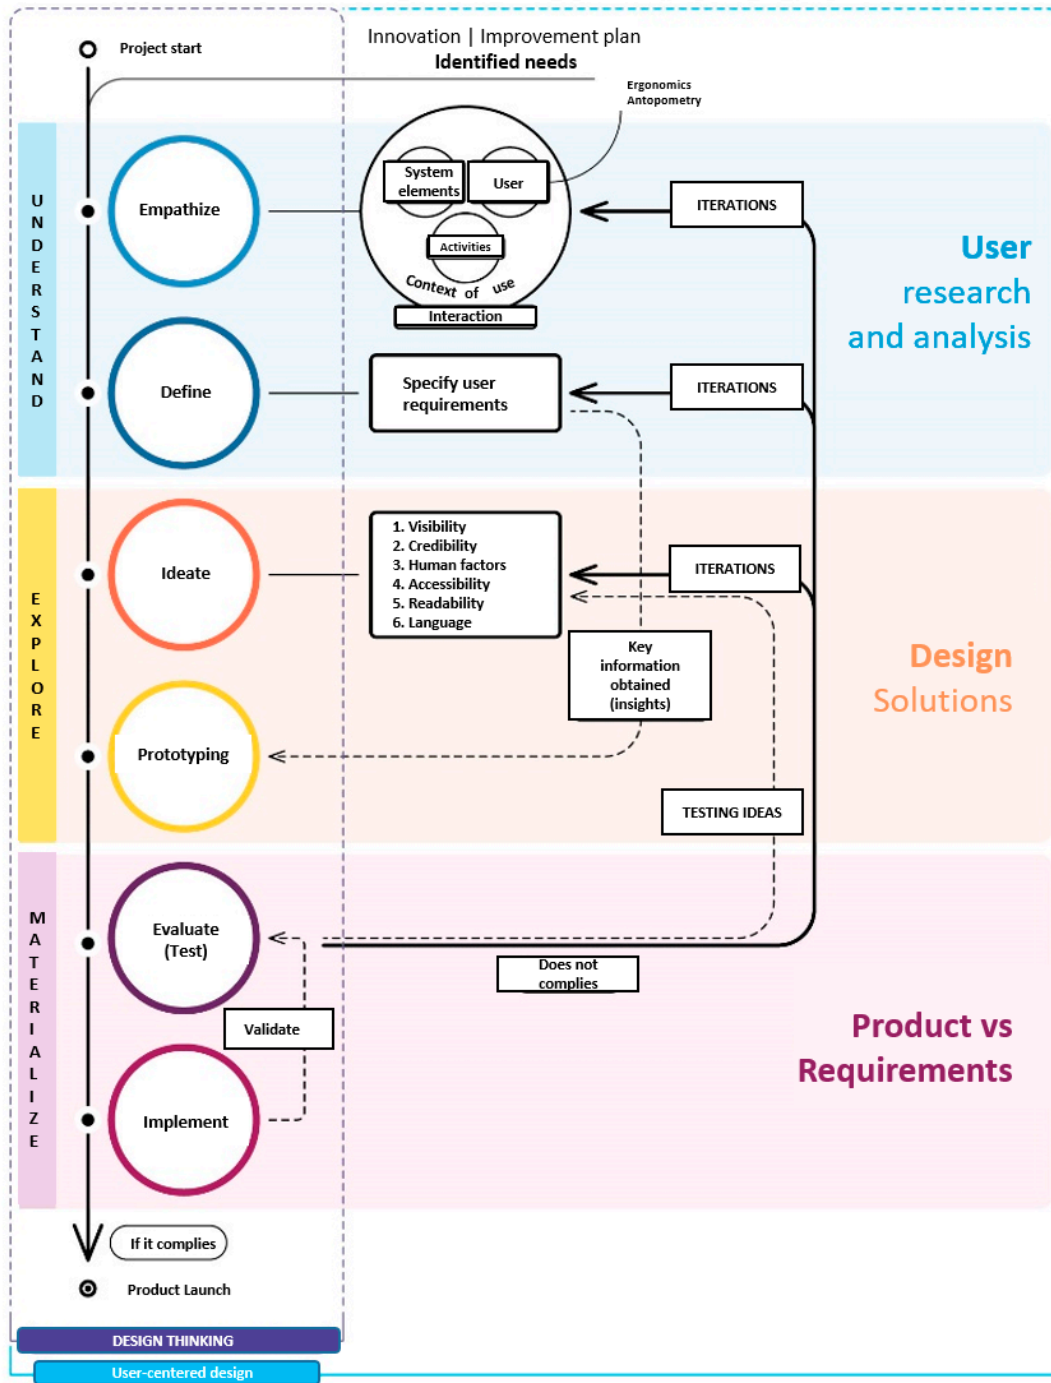 Project start
Innovation | Improvement plan
Identified needs
Ergonomics
Antopometry
UNDERSTAND
Empathize
System
elements
User
Activities
Context of use
Interaction
ITERATIONS
User
research
and analysis
Define
Specify user
requirements
ITERATIONS
EXPLORE
Ideate
1. Visibility
2. Credibility
3. Human factors
4. Accessibility
5. Readability
6. Language
ITERATIONS
Key
information
obtained
(insights)
Design
Solutions
Prototyping
TESTING IDEAS
MATERIALIZE
Evaluate
(Test)
Does not
complies
Validate
Product vs
Requirements
Implement
If it complies
Product Launch
DESIGN THINKING
User-centered design